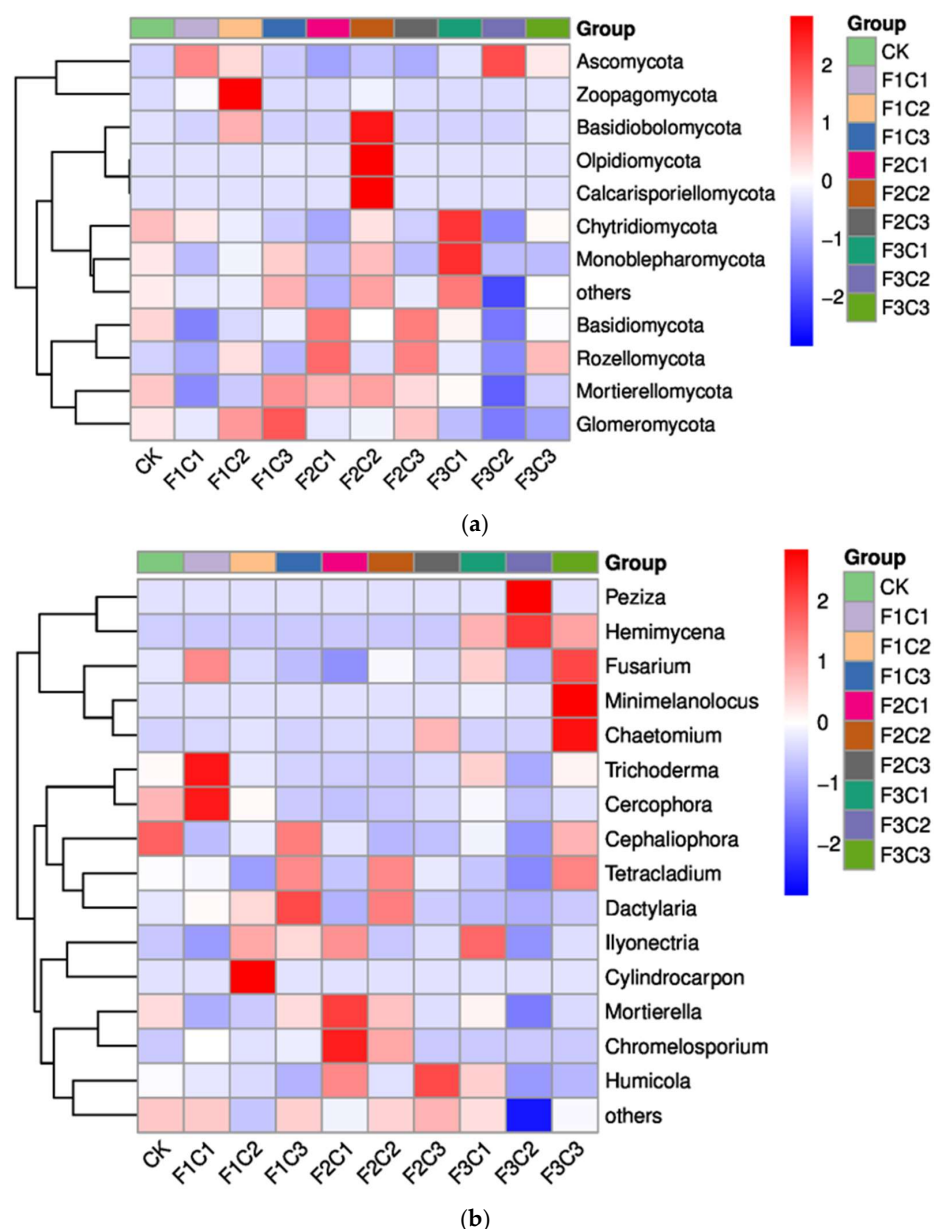 Group
Ascomycota
Zoopagomycota
Basidiobolomycota
Olpidiomycota
Calcarisporiellomycota
Chytridiomycota
Monoblepharomycota
others
Basidiomycota
Rozellomycota
Mortierellomycota
Glomeromycota
CK F1C1 F1C2 F1C3 F2C1 F2C2 F2C3 F3C1 F3C2 F3C3
2
1
0
−1
−2
Group
CK
F1C1
F1C2
F1C3
F2C1
F2C2
F2C3
F3C1
F3C2
F3C3
(a)
Group
Peziza
Hemimycena
Fusarium
Minimelanolocus
Chaetomium
Trichoderma
Cercophora
Cephaliophora
Tetracladium
Dactylaria
Ilyonectria
Cylindrocarpon
Mortierella
Chromelosporium
Humicola
others
CK F1C1 F1C2 F1C3 F2C1 F2C2 F2C3 F3C1 F3C2 F3C3
2
1
0
−1
−2
Group
CK
F1C1
F1C2
F1C3
F2C1
F2C2
F2C3
F3C1
F3C2
F3C3
(b)